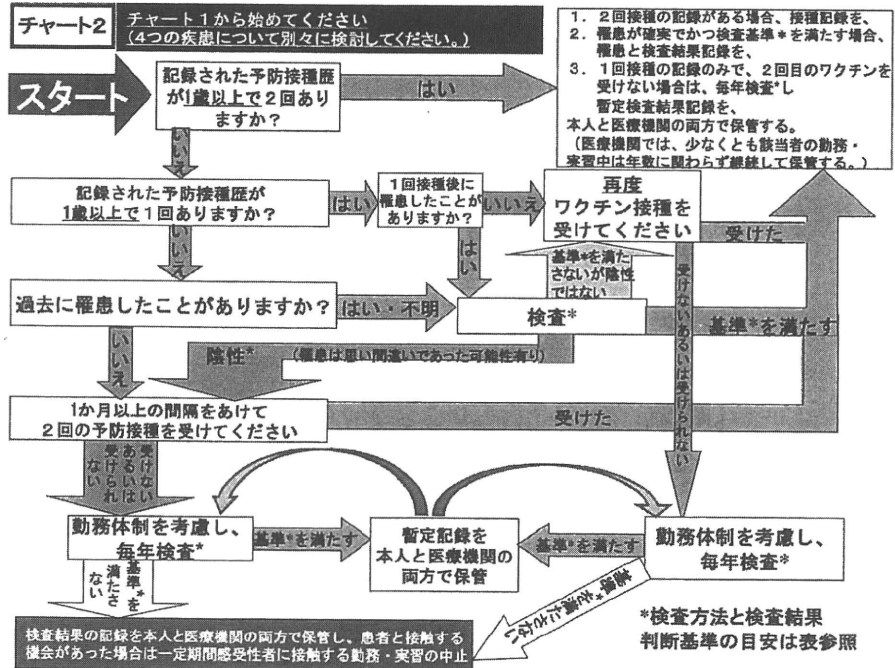 チャート2
チャート1から始めてください
(4つの疾患について別々に検討してください。)
スタート
記録された予防接種歴
が1歳以上で2回あり
ますか?
はい
1. 2回接種の記録がある場合、接種記録を、
2. 罹患が確実でかつ検査基準*を満たす場合、
罹患と検査結果記録を、
3. 1回接種の記録のみで、2回目のワクチンを
受けない場合は、毎年検査*し
暫定検査結果記録を、
本人と医療機関の両方で保管する。
(医療機関では、少なくとも該当者の勤務・
実習中は年数に関わらず継続して保管する。)
いいえ
記録された予防接種歴が
1歳以上で1回ありますか?
はい
1回接種後に
罹患したことが
ありますか?
いいえ
再度
ワクチン接種を
受けてください
受けた
いいえ
はい
基準*を満た
さないが陰性
ではない
受けないあるいは受けられない
過去に罹患したことがありますか?
はい・不明
検査*
基準*を満たす
いいえ
陰性*
(罹患は思い間違いであった可能性有り)
1か月以上の間隔をあけて
2回の予防接種を受けてください
受けた
受けない
あるいは
受けられ
ない
勤務体制を考慮し、
毎年検査*
基準*を満たす
暫定記録を
本人と医療機関の
両方で保管
基準*を満たす
勤務体制を考慮し、
毎年検査*
基準*を
満たさ
ない
基準*を満たさない
検査結果の記録を本人と医療機関の両方で保管し、患者と接触する
機会があった場合は一定期間感受性者に接触する勤務・実習の中止
*検査方法と検査結果
判断基準の目安は表参照